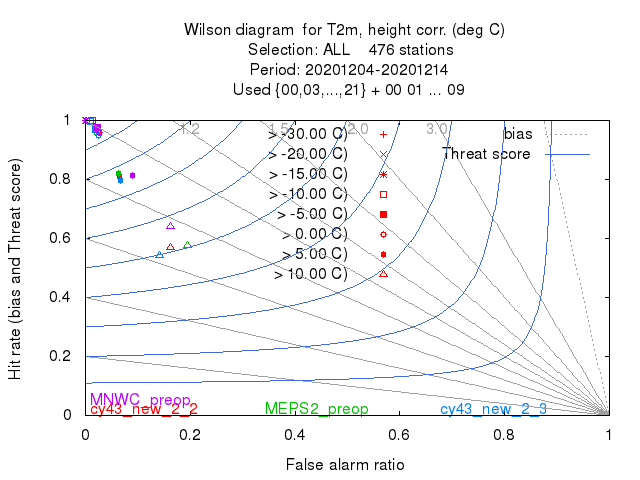 Wilson diagram for T2m, height corr. (deg C)
Selection: ALL 476 stations
Period: 20201204-20201214
Used {00,03,...,21} + 00 01 ... 09
1.2 1.5 2.0 3.0
> -30.00 C)
> -20.00 C)
> -15.00 C)
> -10.00 C)
> -5.00 C)
> 0.00 C)
> 5.00 C)
> 10.00 C)
bias
Threat score
1
0.8
0.6
0.4
0.2
0
Hit rate (bias and Threat score)
MNWC_preop
cy43_new_2_2
MEPS2_preop
cy43_new_2_3
0 0.2 0.4 0.6 0.8 1
False alarm ratio